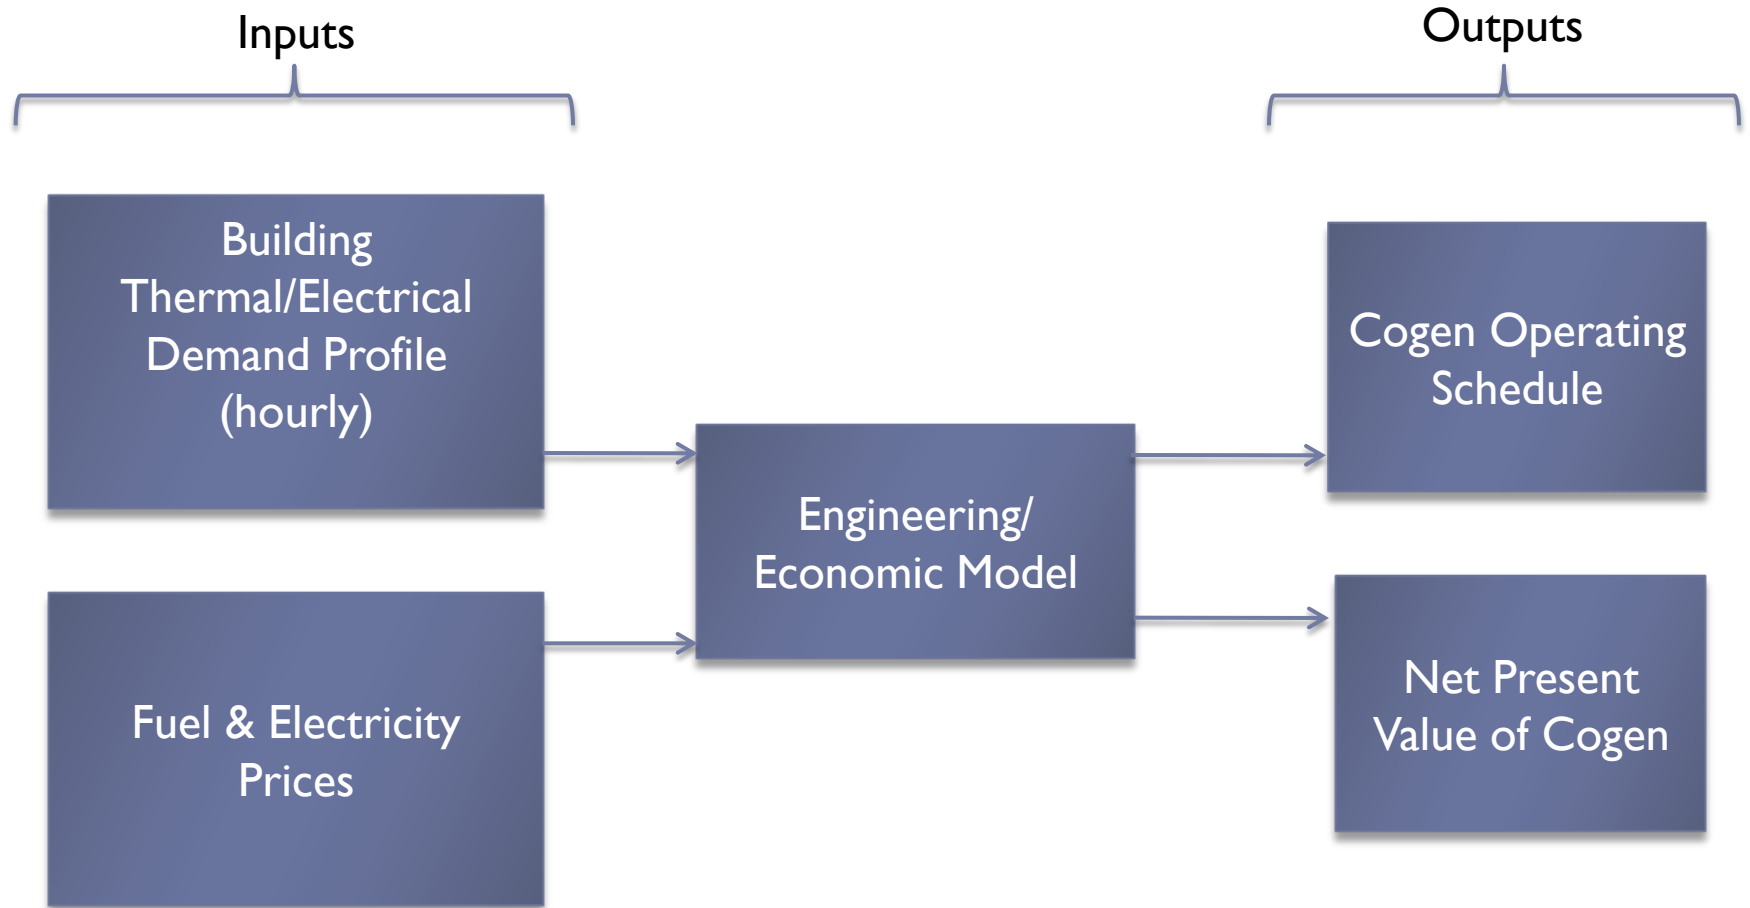 Inputs
Outputs
Building
Thermal/Electrical
Demand Profile
(hourly)
Fuel & Electricity
Prices
Engineering/
Economic Model
Cogen Operating
Schedule
Net Present
Value of Cogen